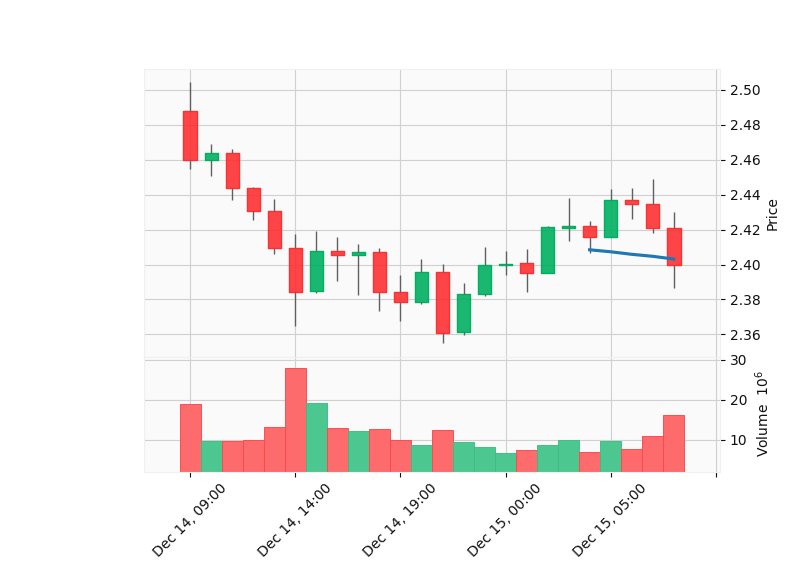 2.50
2.48
2.46
2.44
2.42
2.40
2.38
2.36
Price
30
20
10
Volume 10^6
Dec 14, 09:00
Dec 14, 14:00
Dec 14, 19:00
Dec 15, 00:00
Dec 15, 05:00